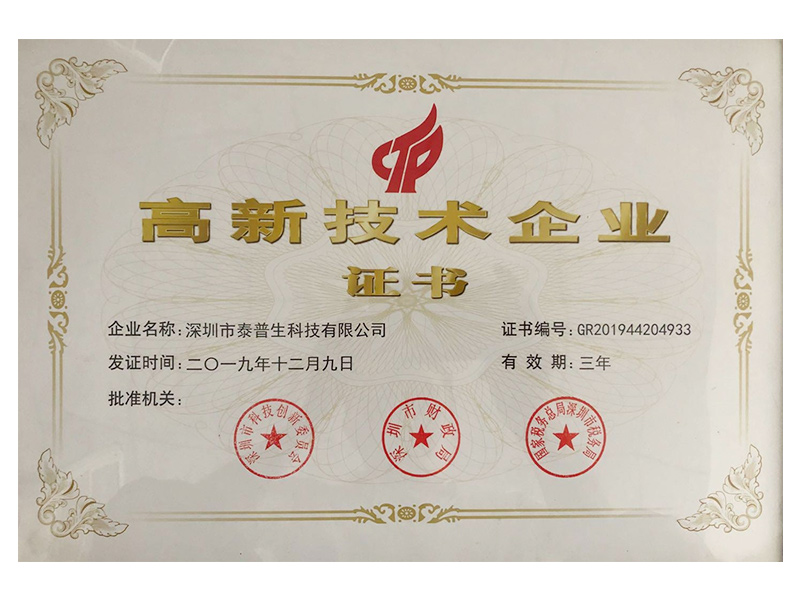 CTP
高新技术企业
证书
企业名称：深圳市泰普生科技有限公司
证书编号：GR201944204933
发证时间：二〇一九年十二月九日
有效期：三年
批准机关：
深圳市科技创新委员会
深圳市财政局
国家税务总局深圳市税务局